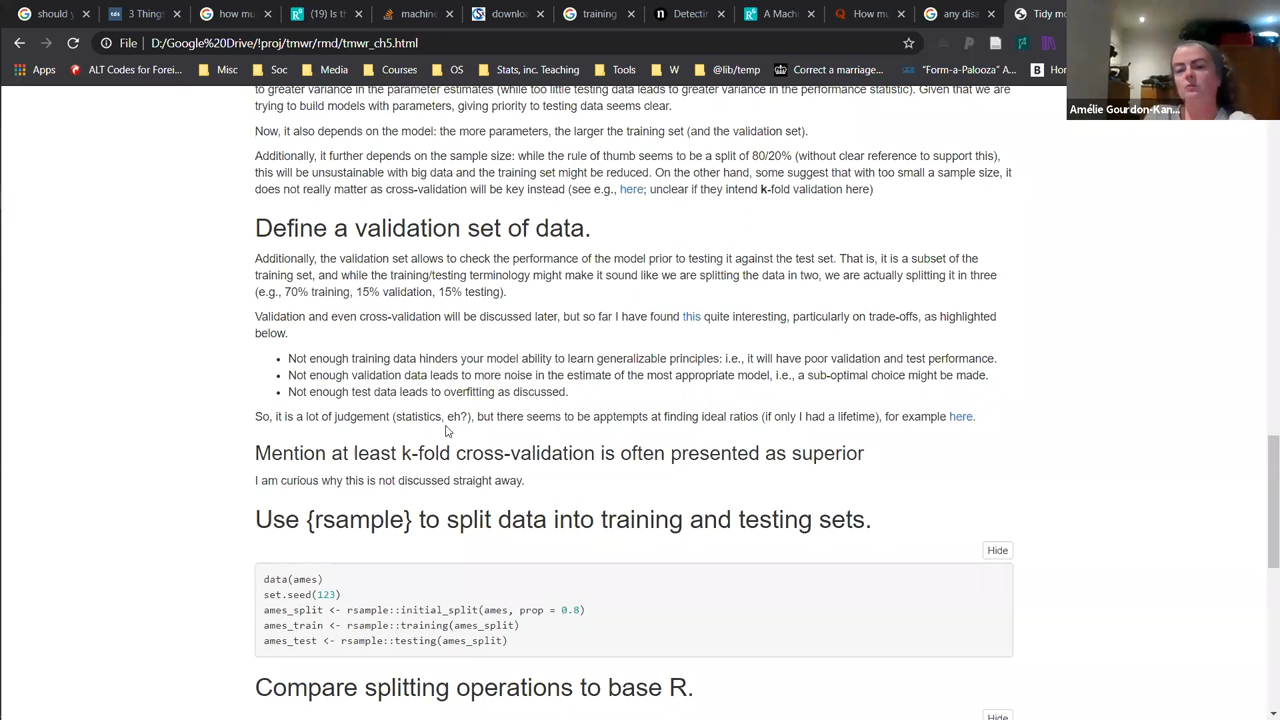 should y
3 Things
how mu
(19) Is th
machine
downloa
training
Detectin
A Machi
How mu
any disa
Tidy mo
File D:/Google%20Drive/!proj/tmwr/rmd/tmwr_ch5.html
Apps ALT Codes for Forei... Misc Soc Media Courses OS Stats, inc. Teaching Tools W @lib/temp Correct a marriage... "Form-a-Palooza" A... Hon
Amélie Gourdon-Kan...
to greater variance in the parameter estimates (while too little testing data leads to greater variance in the performance statistic). Given that we are
trying to build models with parameters, giving priority to testing data seems clear.
Now, it also depends on the model: the more parameters, the larger the training set (and the validation set).
Additionally, it further depends on the sample size: while the rule of thumb seems to be a split of 80/20% (without clear reference to support this),
this will be unsustainable with big data and the training set might be reduced. On the other hand, some suggest that with too small a sample size, it
does not really matter as cross-validation will be key instead (see e.g., here; unclear if they intend k-fold validation here)
Define a validation set of data.
Additionally, the validation set allows to check the performance of the model prior to testing it against the test set. That is, it is a subset of the
training set, and while the training/testing terminology might make it sound like we are splitting the data in two, we are actually splitting it in three
(e.g., 70% training, 15% validation, 15% testing).
Validation and even cross-validation will be discussed later, but so far I have found this quite interesting, particularly on trade-offs, as highlighted
below.
• Not enough training data hinders your model ability to learn generalizable principles: i.e., it will have poor validation and test performance.
• Not enough validation data leads to more noise in the estimate of the most appropriate model, i.e., a sub-optimal choice might be made.
• Not enough test data leads to overfitting as discussed.
So, it is a lot of judgement (statistics, eh?), but there seems to be apptempts at finding ideal ratios (if only I had a lifetime), for example here.
Mention at least k-fold cross-validation is often presented as superior
I am curious why this is not discussed straight away.
Use {rsample} to split data into training and testing sets.
Hide
data(ames)
set.seed(123)
ames_split <- rsample::initial_split(ames, prop = 0.8)
ames_train <- rsample::training(ames_split)
ames_test <- rsample::testing(ames_split)
Compare splitting operations to base R.
Hide